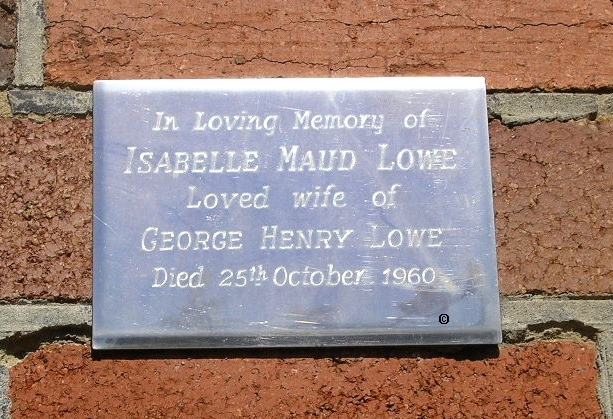 In Loving Memory of
ISABELLE MAUD LOWE
Loved wife of
GEORGE HENRY LOWE
Died 25th October 1960
©